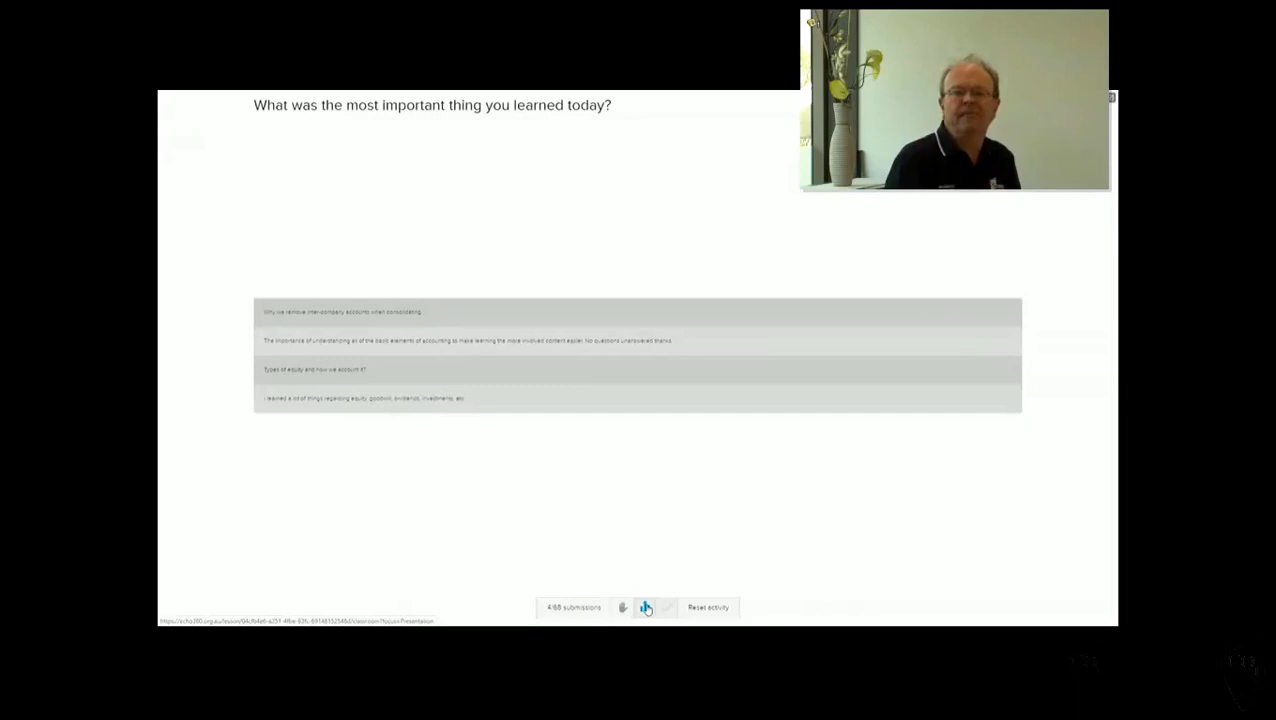 What was the most important thing you learned today?
Why we remove inter-company accounts when consolidating
The importance of understanding all of the basic elements of accounting to make learning the more involved content easier. No questions unanswered thanks
Types of equity and how we account it?
I learned a lot of things regarding equity, goodwill, dividends, investments, etc
4/68 submissions
Reset activity